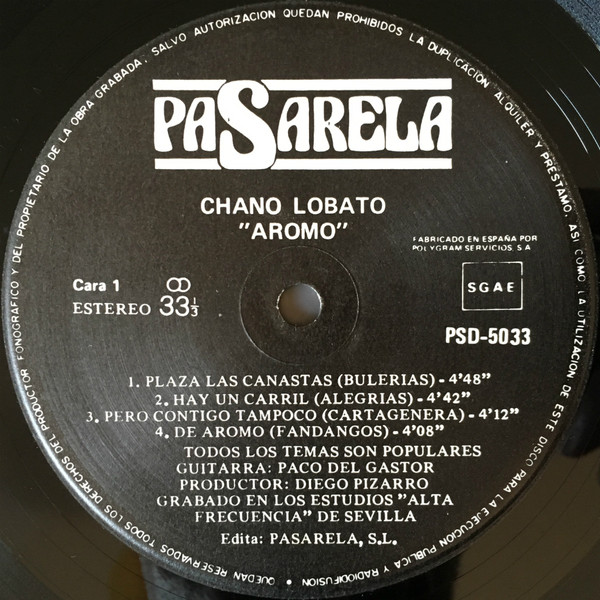 QUEDAN RESERVADOS TODOS LOS DERECHOS DEL PRODUCTOR FONOGRAFICO Y DEL PROPIETARIO DE LA OBRA GRABADA. SALVO AUTORIZACION QUEDAN PROHIBIDOS LA DUPLICACIÓN ALQUILER Y PRÉSTAMO, ASI COMO LA UTILIZACION DE ESTE DISCO PARA LA EJECUCION PUBLICA Y RADIODIFUSION •
PASARELA
CHANO LOBATO
"AROMO"
FABRICADO EN ESPAÑA POR
POLYGRAM SERVICIOS, S.A.
Cara 1
ESTEREO 33 1/3
SGAE
PSD-5033
1. PLAZA LAS CANASTAS (BULERIAS) - 4'48"
2. HAY UN CARRIL (ALEGRIAS) - 4'42"
3. PERO CONTIGO TAMPOCO (CARTAGENERA) - 4'12"
4. DE AROMO (FANDANGOS) - 4'08"
TODOS LOS TEMAS SON POPULARES
GUITARRA: PACO DEL GASTOR
PRODUCTOR: DIEGO PIZARRO
GRABADO EN LOS ESTUDIOS "ALTA
FRECUENCIA" DE SEVILLA
Edita: PASARELA, S.L.